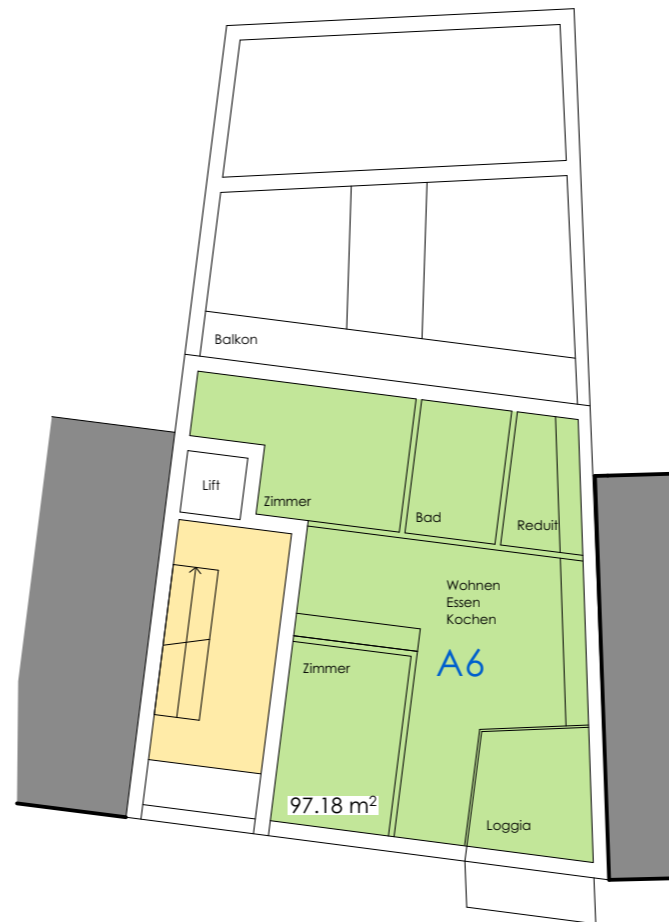 Balkon
Lift
Zimmer
Bad
Reduit
Wohnen
Essen
Kochen
A6
Zimmer
97.18 m²
Loggia